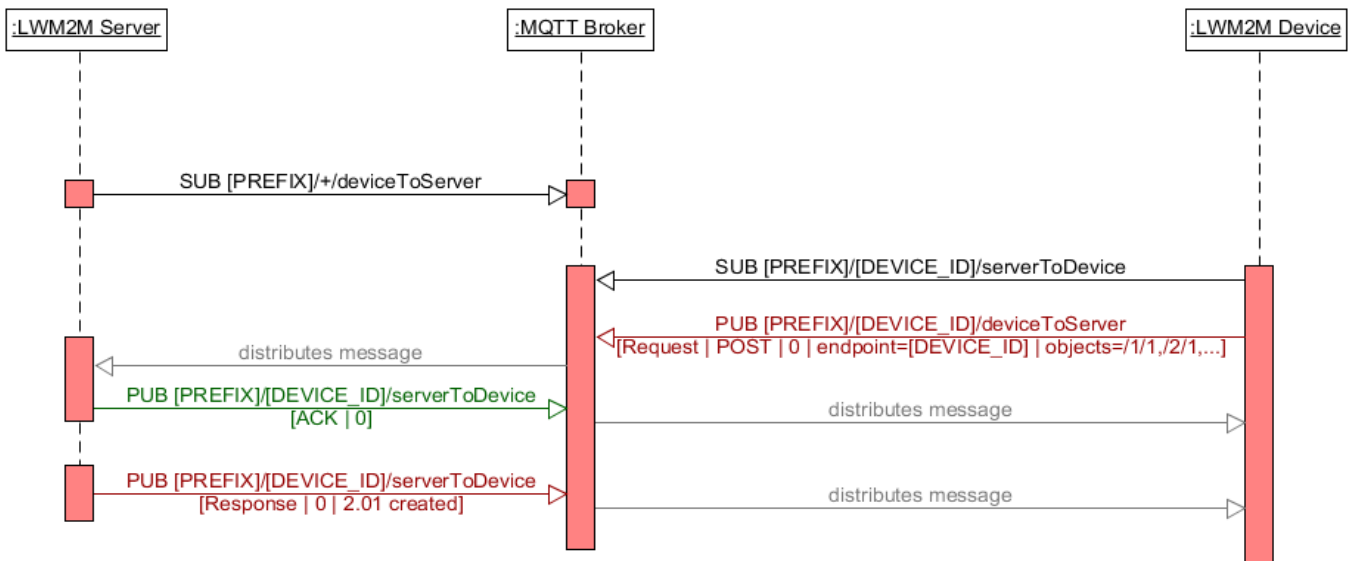 :LWM2M Server
:MQTT Broker
:LWM2M Device
SUB [PREFIX]/+/deviceToServer
SUB [PREFIX]/[DEVICE_ID]/serverToDevice
PUB [PREFIX]/[DEVICE_ID]/deviceToServer
[Request | POST | 0 | endpoint=[DEVICE_ID] | objects=/1/1,/2/1,...]
distributes message
PUB [PREFIX]/[DEVICE_ID]/serverToDevice
[ACK | 0]
distributes message
PUB [PREFIX]/[DEVICE_ID]/serverToDevice
[Response | 0 | 2.01 created]
distributes message